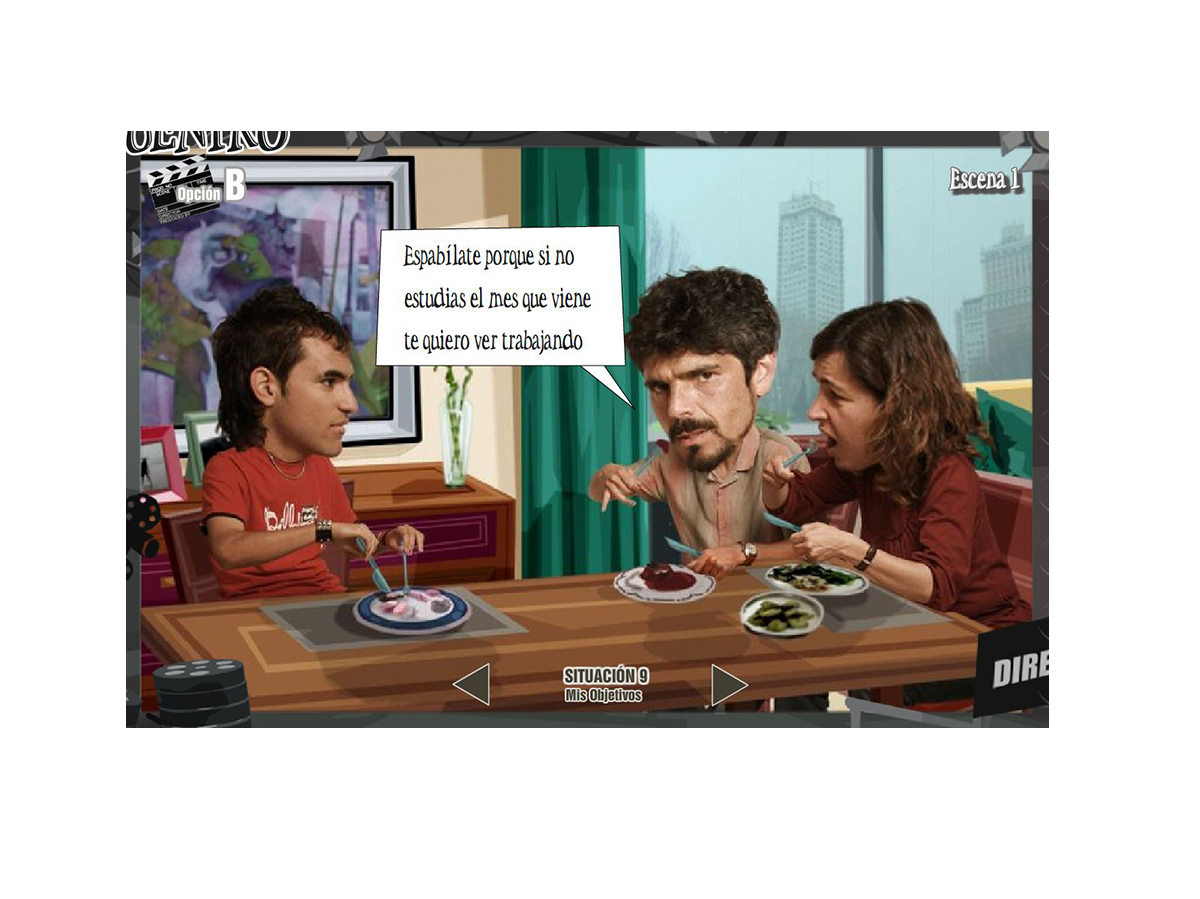 Opción B
Escena 1
Espabílate porque si no
estudias el mes que viene
te quiero ver trabajando
SITUACIÓN 9
Mis Objetivos
DIRE